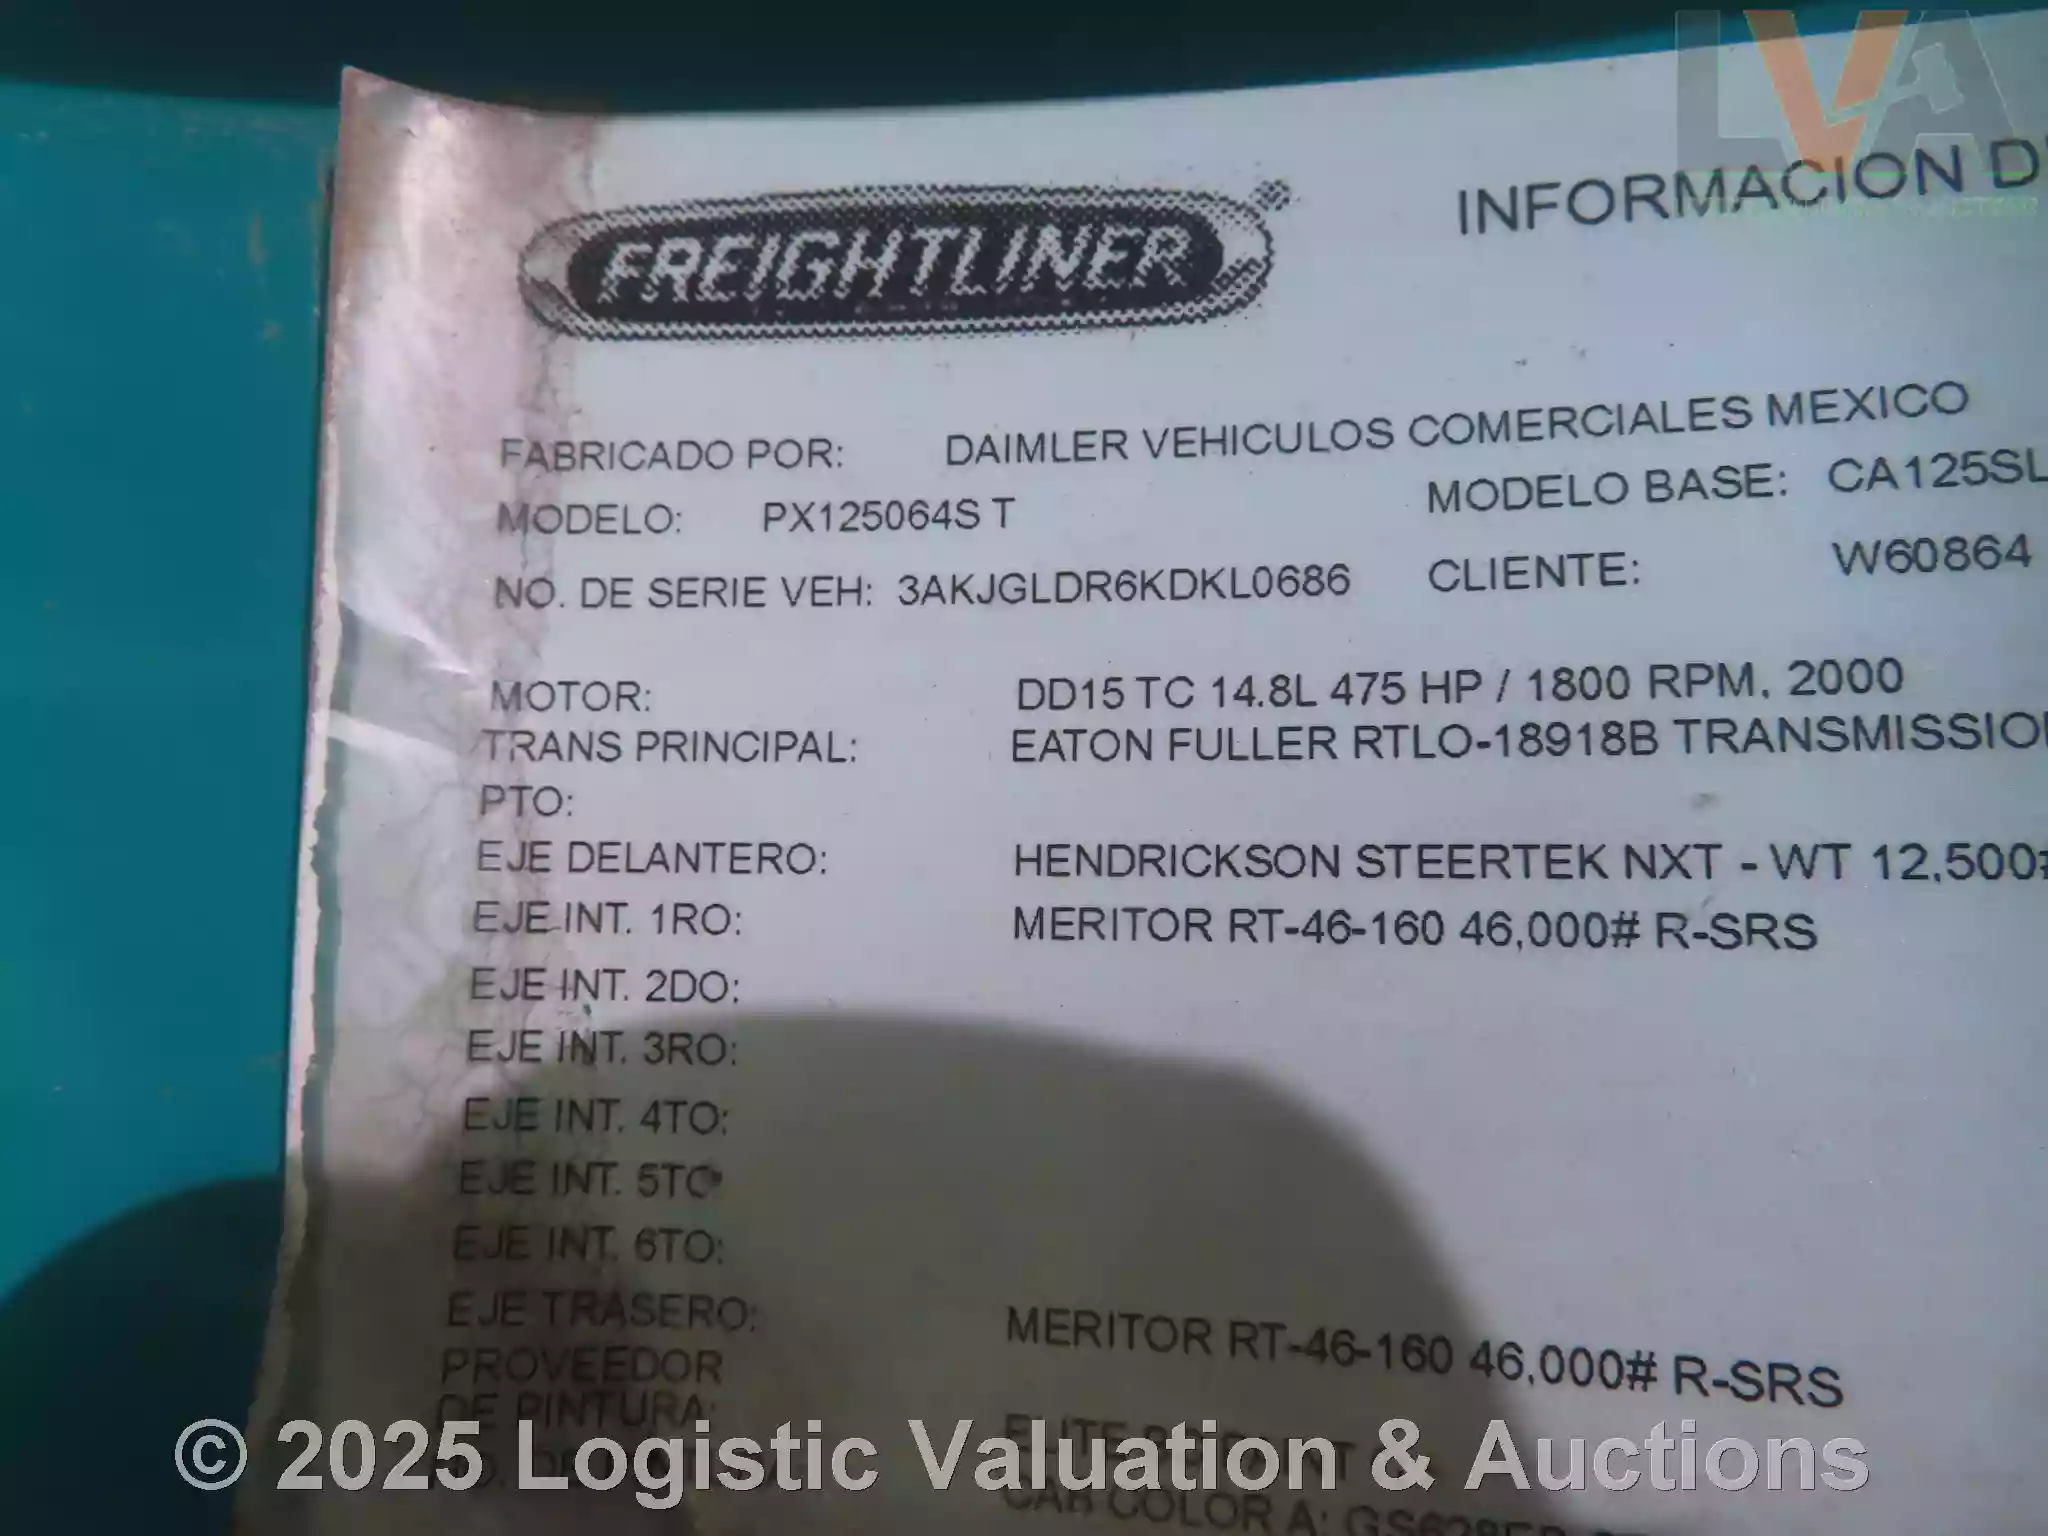 FREIGHTLINER
INFORMACION D
FABRICADO POR: DAIMLER VEHICULOS COMERCIALES MEXICO
MODELO: PX125064S T MODELO BASE: CA125SL
NO. DE SERIE VEH: 3AKJGLDR6KDKL0686 CLIENTE: W60864
MOTOR: DD15 TC 14.8L 475 HP / 1800 RPM, 2000
TRANS PRINCIPAL: EATON FULLER RTLO-18918B TRANSMISSIO
PTO:
EJE DELANTERO: HENDRICKSON STEERTEK NXT - WT 12,500#
EJE INT. 1RO: MERITOR RT-46-160 46,000# R-SRS
EJE INT. 2DO:
EJE INT. 3RO:
EJE INT. 4TO:
EJE INT. 5TO
EJE INT. 6TO:
EJE TRASERO: MERITOR RT-46-160 46,000# R-SRS
PROVEEDOR
DE PINTURA:
CAB COLOR A:
LVA
© 2025 Logistic Valuation & Auctions